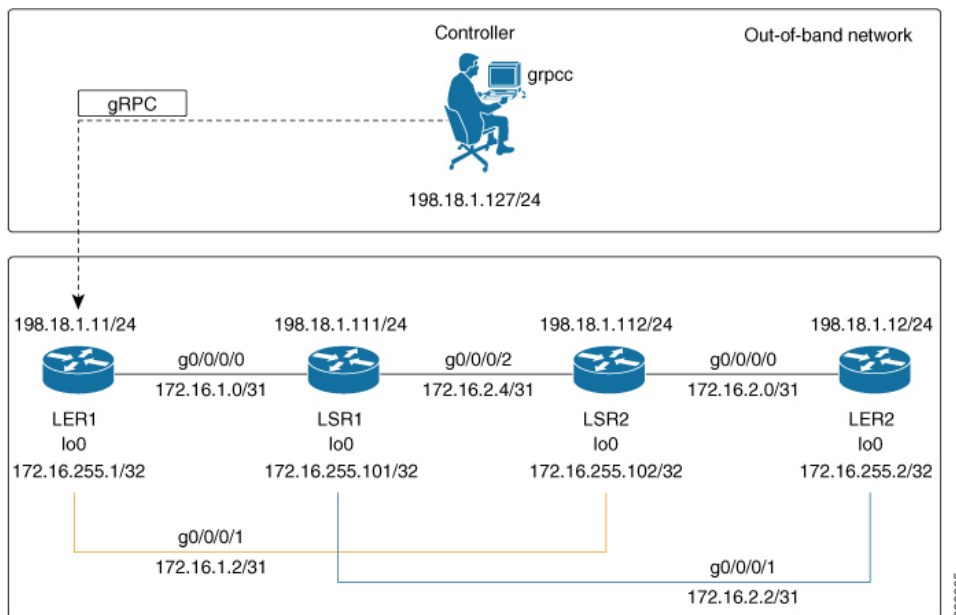 Controller
Out-of-band network
grpcc
gRPC
198.18.1.127/24
198.18.1.11/24
198.18.1.111/24
198.18.1.112/24
198.18.1.12/24
g0/0/0/0
g0/0/0/2
g0/0/0/0
172.16.1.0/31
172.16.2.4/31
172.16.2.0/31
LER1
LSR1
LSR2
LER2
lo0
lo0
lo0
lo0
172.16.255.1/32
172.16.255.101/32
172.16.255.102/32
172.16.255.2/32
g0/0/0/1
172.16.1.2/31
g0/0/0/1
172.16.2.2/31